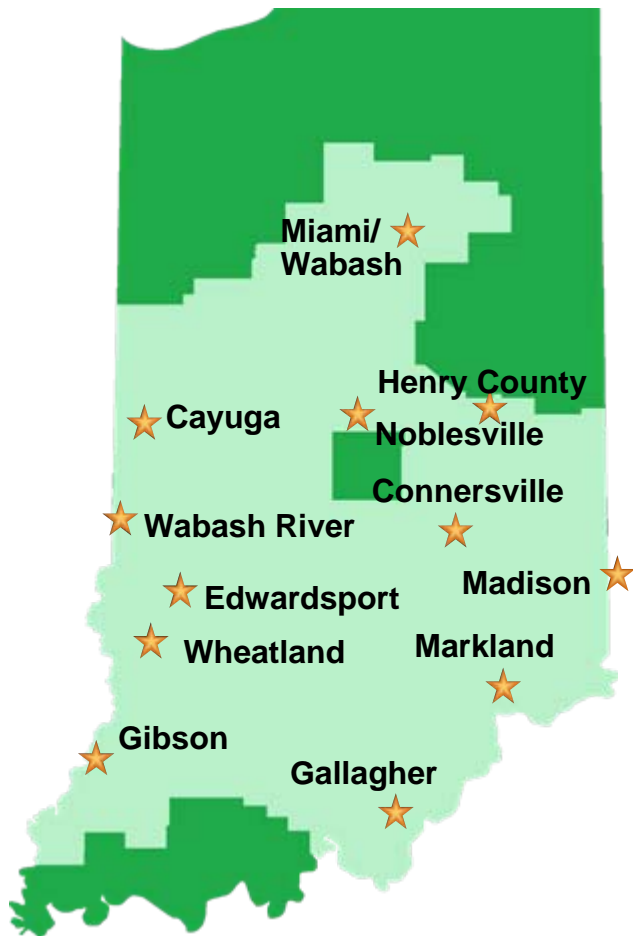 Miami/
Wabash
Henry County
Cayuga
Noblesville
Connersville
Wabash River
Madison
Edwardsport
Markland
Wheatland
Gibson
Gallagher